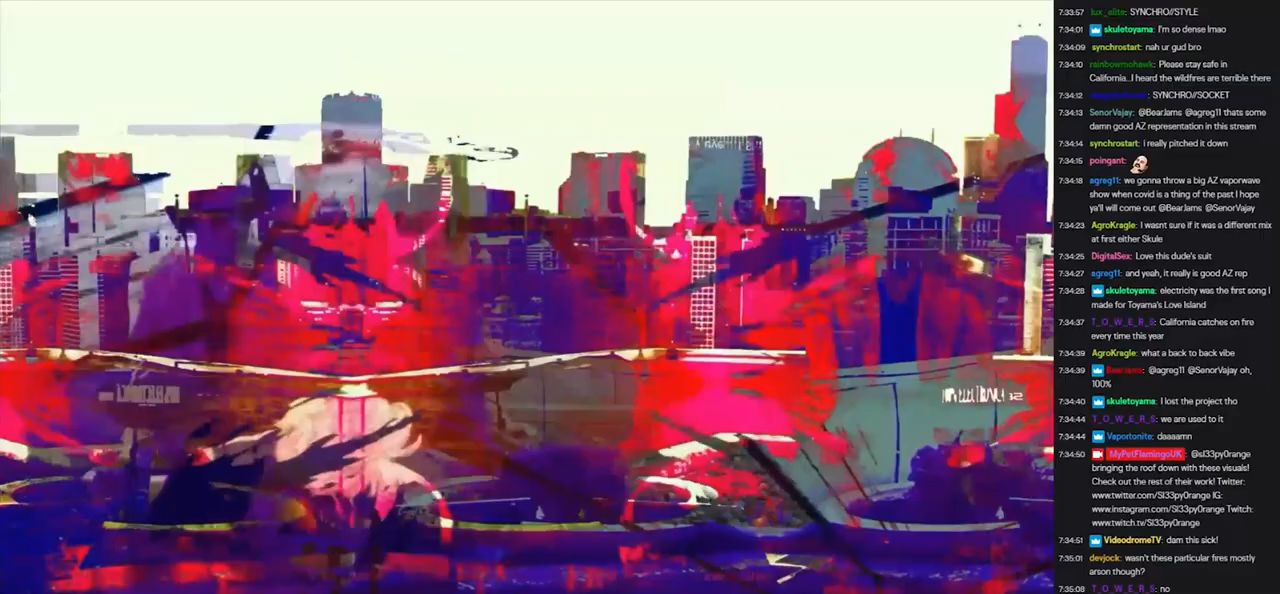 7:33:57 lux_elite: SYNCHRO//STYLE
7:34:01 skuletoyama: I'm so dense lmao
7:34:09 synchrostart: nah ur gud bro
7:34:10 rainbowmohawk: Please stay safe in
California...I heard the wildfires are terrible there
7:34:12 SYNCHRO//SOCKET
7:34:13 SenorVajay: @BearJams @agreg11 thats some
damn good AZ representation in this stream
7:34:14 synchrostart: i really pitched it down
7:34:15 poingant:
7:34:18 agreg11: we gonna throw a big AZ vaporwave
show when covid is a thing of the past I hope
ya'll will come out @BearJams @SenorVajay
7:34:23 AgroKragle: I wasnt sure if it was a different mix
at first either Skule
7:34:25 DigitalSex: Love this dude's suit
7:34:27 agreg11: and yeah, it really is good AZ rep
7:34:28 skuletoyama: electricity was the first song I
made for Toyama's Love Island
7:34:37 T_O_W_E_R_S: California catches on
fire every time this year
7:34:39 AgroKragle: what a back to back vibe
7:34:39 BearJams: @agreg11 @SenorVajay oh,
100%
7:34:40 skuletoyama: I lost the project tho
7:34:44 T_O_W_E_R_S: we are used to it
7:34:44 Vaportonite: daaaamn
7:34:50 MyPetFlamingoUK: @sl33py0range
bringing the roof down with these visuals!
Check out the rest of their work! Twitter:
www.twitter.com/Sl33py0range IG:
www.instagram.com/Sl33py0range Twitch:
www.twitch.tv/Sl33py0range
7:34:51 VideodromeTV: dam this sick!
7:35:01 devjock: wasn't these particular fires mostly
arson though?
7:35:08 T_O_W_E_R_S: no